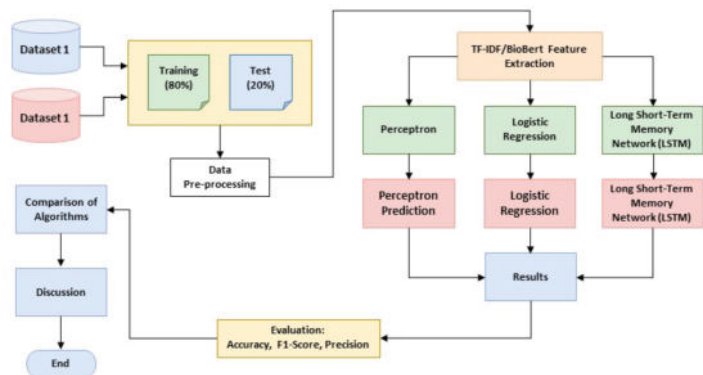 Dataset 1
Dataset 1
Training
(80%)
Test
(20%)
Data
Pre-processing
TF-IDF/BioBert Feature
Extraction
Perceptron
Logistic
Regression
Long Short-Term
Memory
Network (LSTM)
Perceptron
Prediction
Logistic
Regression
Long Short-Term
Memory
Network (LSTM)
Results
Evaluation:
Accuracy, F1-Score, Precision
Comparison of
Algorithms
Discussion
End